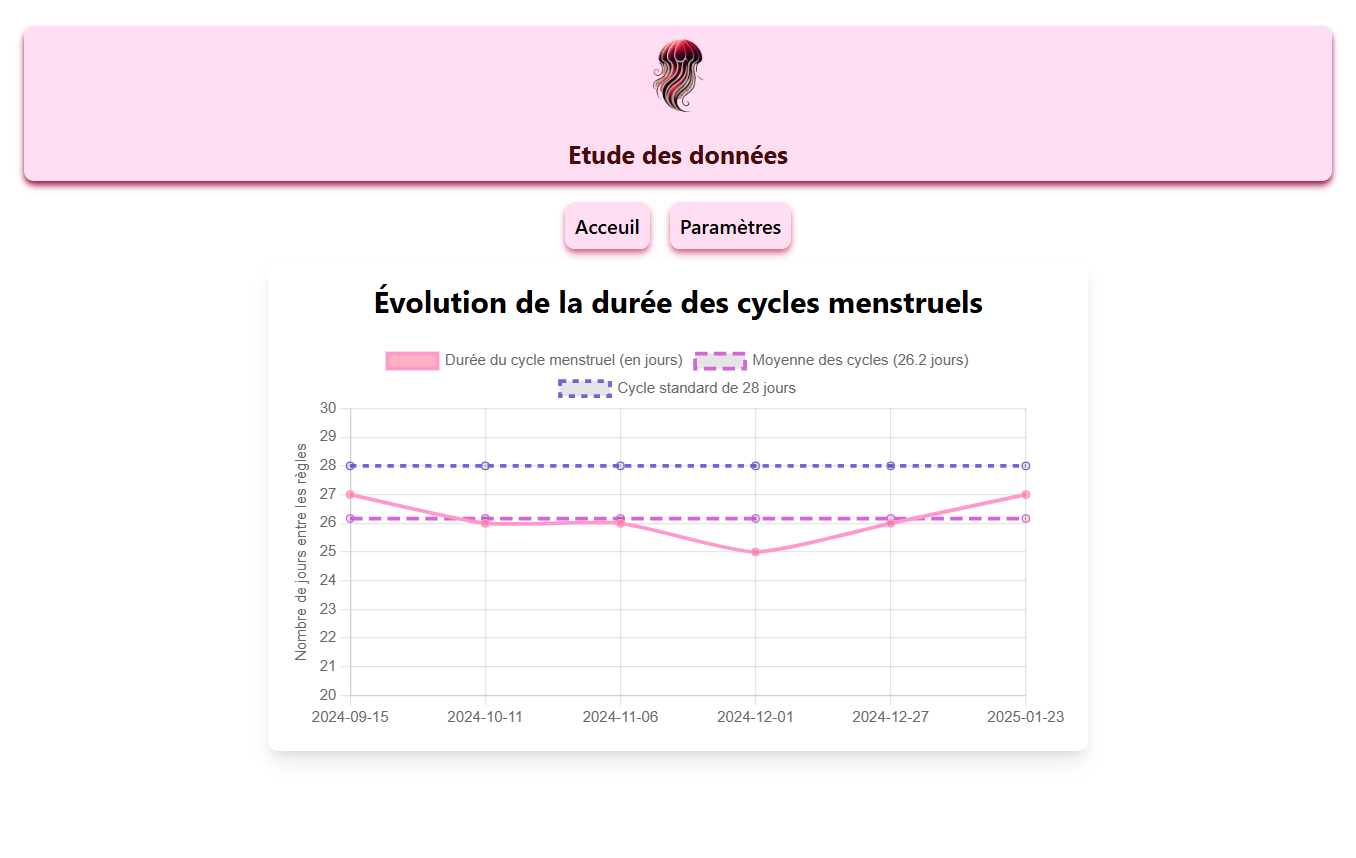 Etude des données
Acceuil Paramètres
Évolution de la durée des cycles menstruels
Durée du cycle menstruel (en jours) Moyenne des cycles (26.2 jours)
Cycle standard de 28 jours
Nombre de jours entre les règles
30
29
28
27
26
25
24
23
22
21
20
2024-09-15 2024-10-11 2024-11-06 2024-12-01 2024-12-27 2025-01-23